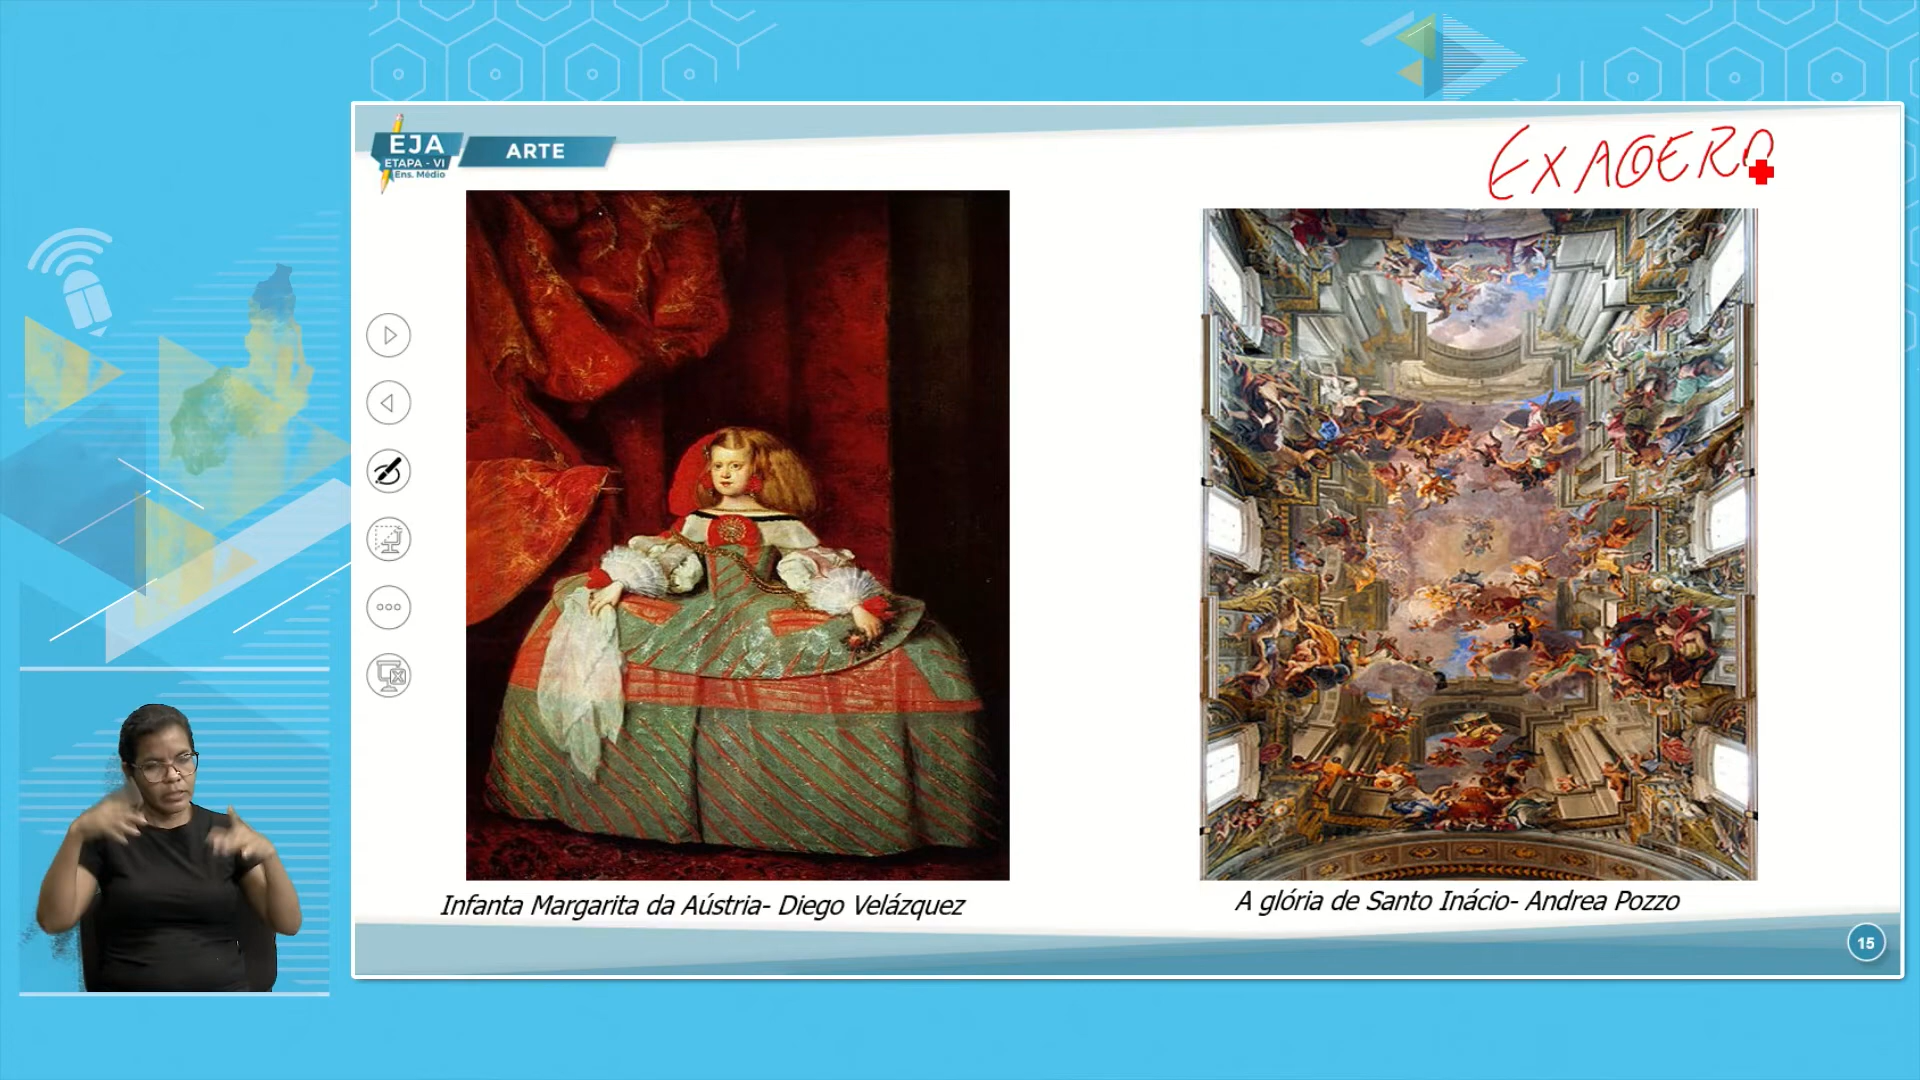 EJA
ETAPA - VI
Ens. Médio
ARTE
EXAGERO
Infanta Margarita da Aústria- Diego Velázquez
A glória de Santo Inácio- Andrea Pozzo
15